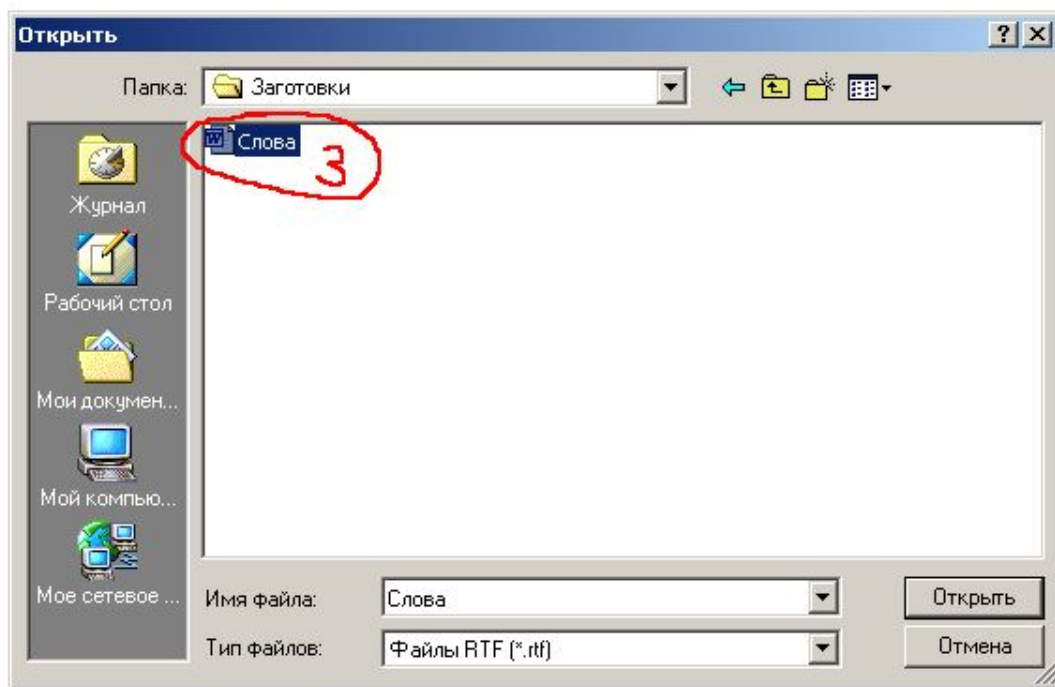 Открыть
Папка: Заготовки
Слова
3
Журнал
Рабочий стол
Мои докумен...
Мой компью...
Мое сетевое ...
Имя файла: Слова Открыть
Тип файлов: Файлы RTF (*.rtf) Отмена